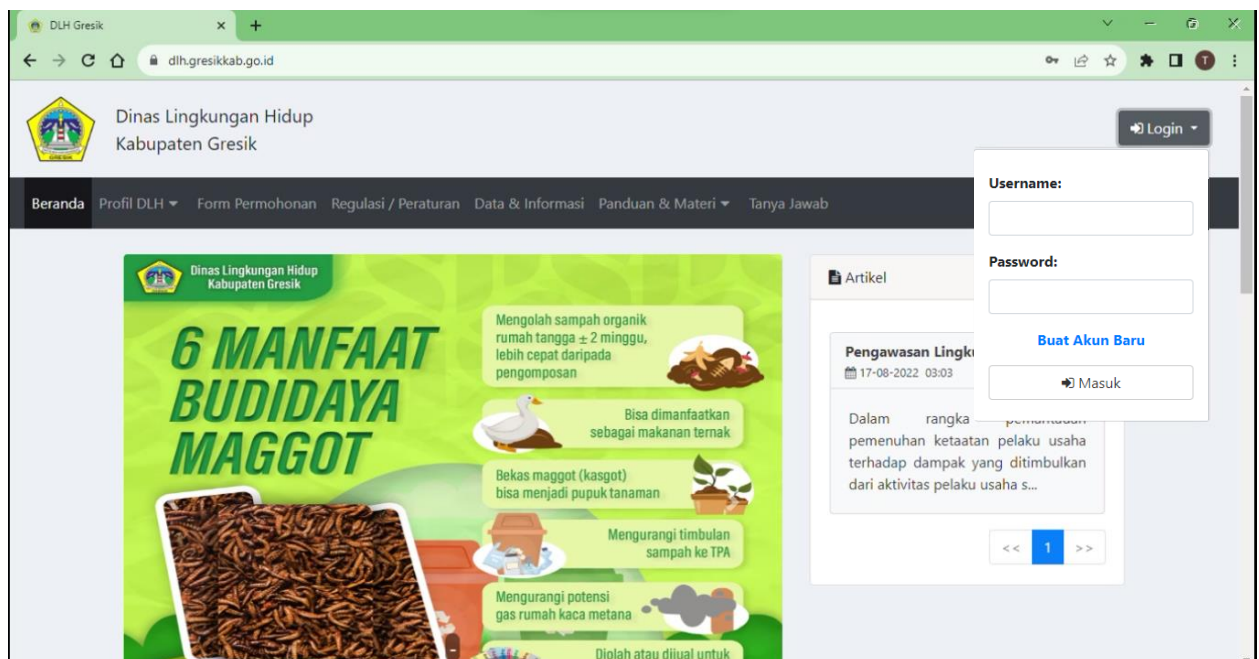 DLH Gresik
dlh.gresikkab.go.id
T
Dinas Lingkungan Hidup
Kabupaten Gresik
Login
Beranda Profil DLH Form Permohonan Regulasi / Peraturan Data & Informasi Panduan & Materi Tanya Jawab
Username:
Password:
Buat Akun Baru
Masuk
GRESIK
Dinas Lingkungan Hidup
Kabupaten Gresik
6 MANFAAT
BUDIDAYA
MAGGOT
Mengolah sampah organik
rumah tangga ± 2 minggu,
lebih cepat daripada
pengomposan
Bisa dimanfaatkan
sebagai makanan ternak
Bekas maggot (kasgot)
bisa menjadi pupuk tanaman
Mengurangi timbulan
sampah ke TPA
Mengurangi potensi
gas rumah kaca metana
Diolah atau dijual untuk
Artikel
Pengawasan
17-08-2022 03:03
Dalam rangka pemantauan
pemenuhan ketaatan pelaku usaha
terhadap dampak yang ditimbulkan
dari aktivitas pelaku usaha s...
<< 1 >>